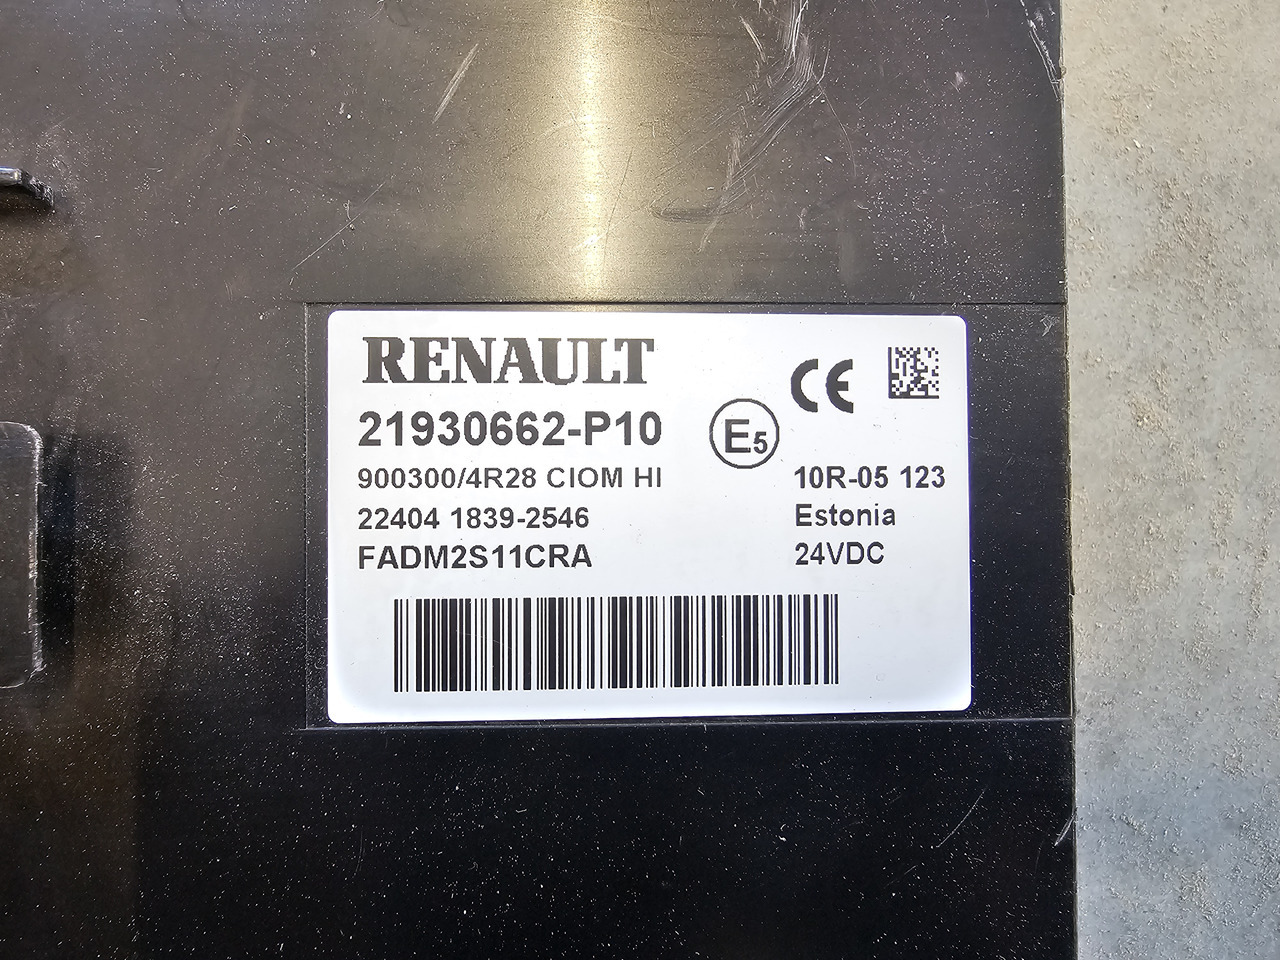 RENAULT
CE
21930662-P10
E5
900300/4R28 CIOM HI
10R-05 123
22404 1839-2546
Estonia
FADM2S11CRA
24VDC